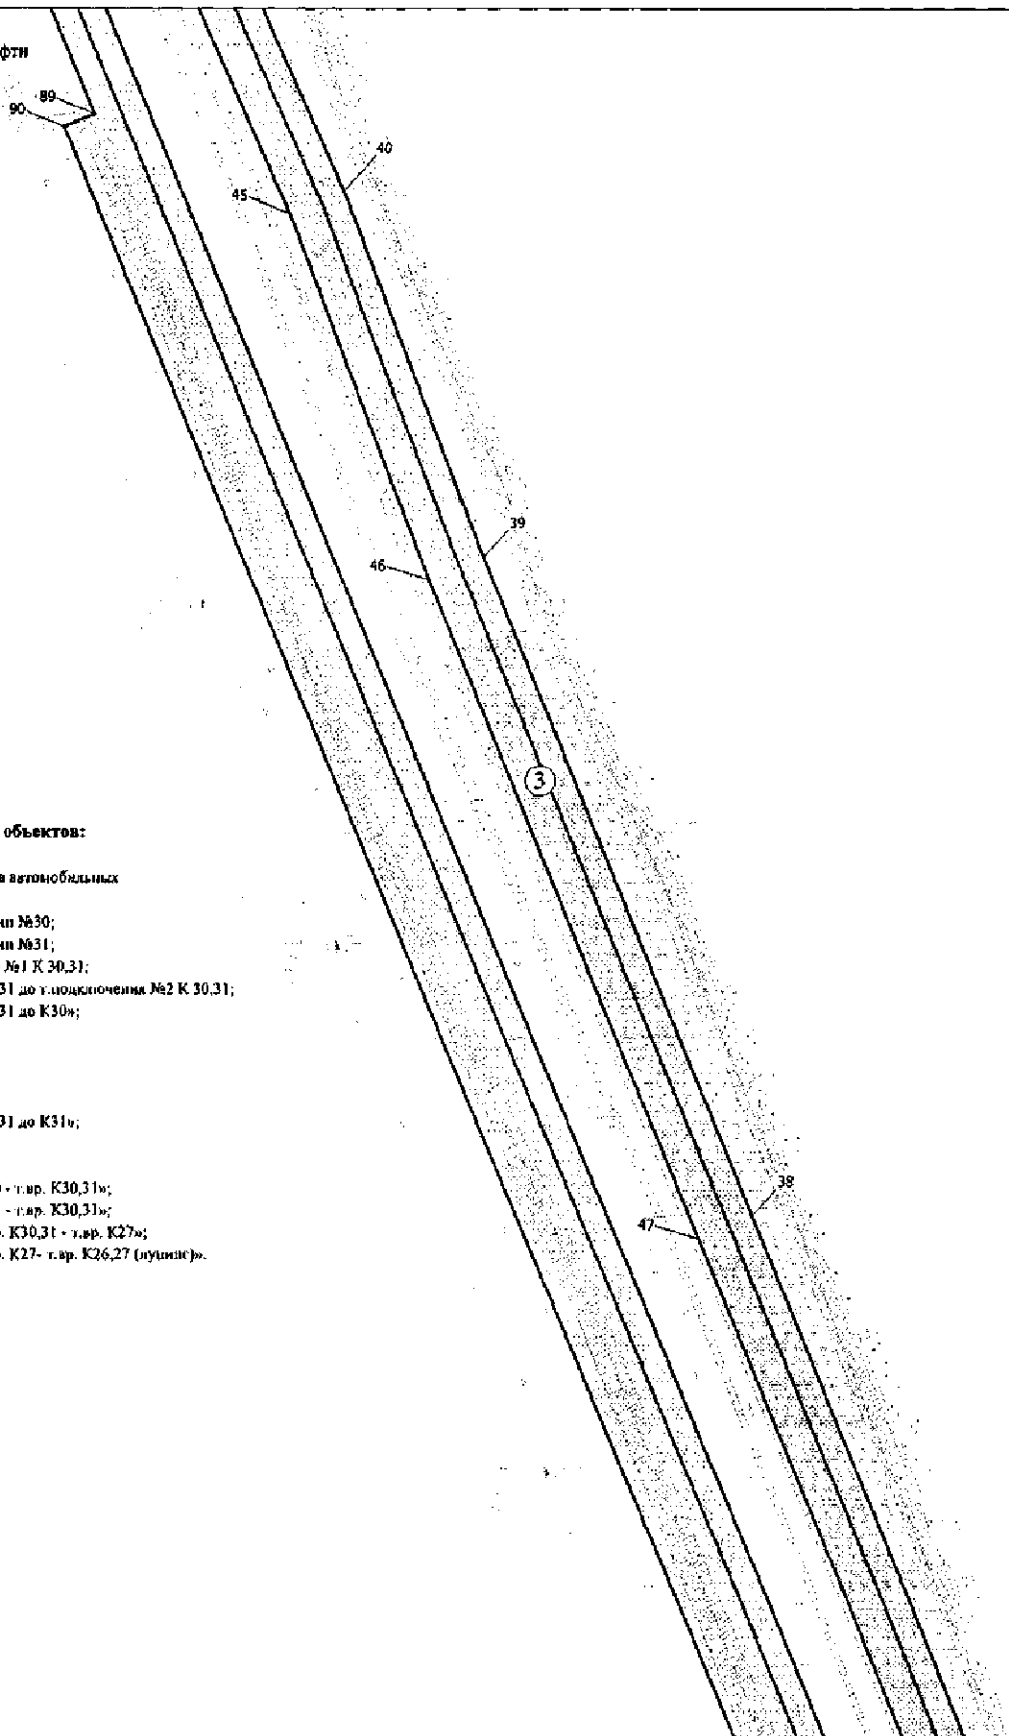 фти
89
90
40
45
39
46
3
объектов:
в автомобильных
№30;
№31;
№1 К 30,31;
31 до т.подключения №2 К 30,31;
31 до К30»;
31 до К31»;
- т.вр. К30,31»;
- т.вр. К30,31»;
К30,31 - т.вр. К27»;
К27- т.вр. К26,27 (лупинг)».
38
47